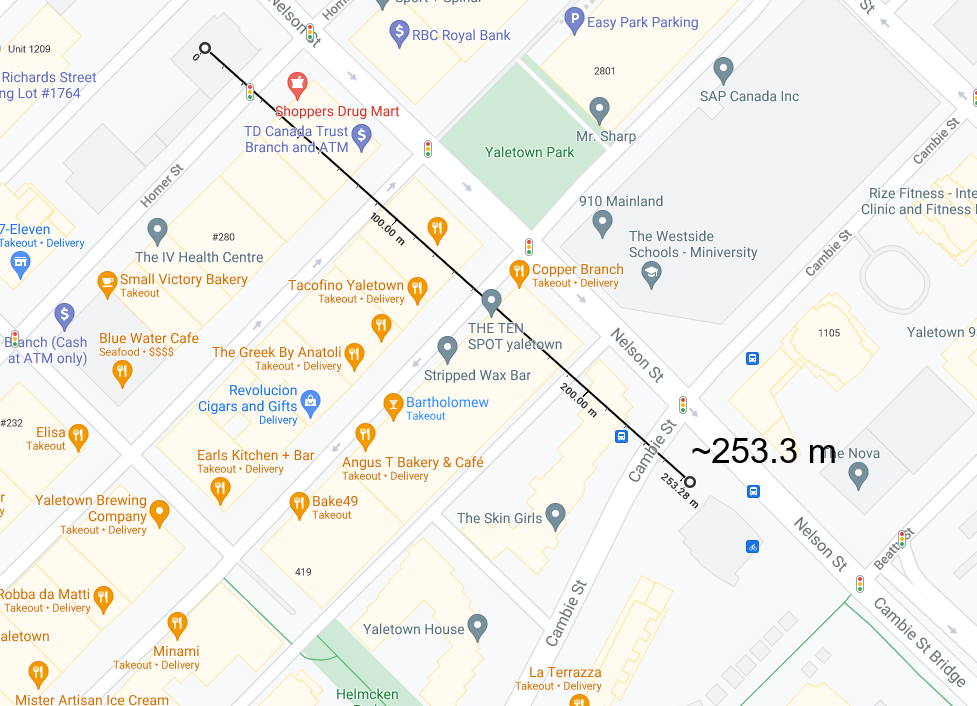 Nelson St
Home
Sport + Spinal
St
RBC Royal Bank
Easy Park Parking
Unit 1209
Richards Street
ng Lot #1764
0
2801
SAP Canada Inc
Shoppers Drug Mart
TD Canada Trust
Branch and ATM
Mr. Sharp
Yaletown Park
Cambie St
Homer St
Rize Fitness - Inte
Clinic and Fitness
910 Mainland
7-Eleven
Takeout • Delivery
#280
100.00 m
The Westside
Schools - Miniversity
Cambie St
The IV Health Centre
Small Victory Bakery
Takeout
Tacofino Yaletown
Takeout • Delivery
Copper Branch
Takeout • Delivery
THE TEN
SPOT yaletown
Nelson St
1105
Yaletown 9
Branch (Cash
at ATM only)
Blue Water Cafe
Seafood • $$$$
The Greek By Anatoli
Takeout • Delivery
Stripped Wax Bar
Revolucion
Cigars and Gifts
Delivery
Bartholomew
Takeout
200.00 m
#232
Elisa
Takeout
Cambie St
~253.3 m
he Nova
253.28 m
Earls Kitchen + Bar
Takeout • Delivery
Angus T Bakery & Café
Takeout • Delivery
Yaletown Brewing
Company
Takeout • Delivery
Bake49
Takeout
The Skin Girls
Nelson St
Beatty St
419
Robba da Matti
Takeout • Delivery
Cambie St
Cambie St Bridge
aletown
Yaletown House
Minami
Takeout • Delivery
La Terrazza
Takeout • Delivery
Mister Artisan Ice Cream
Helmcken